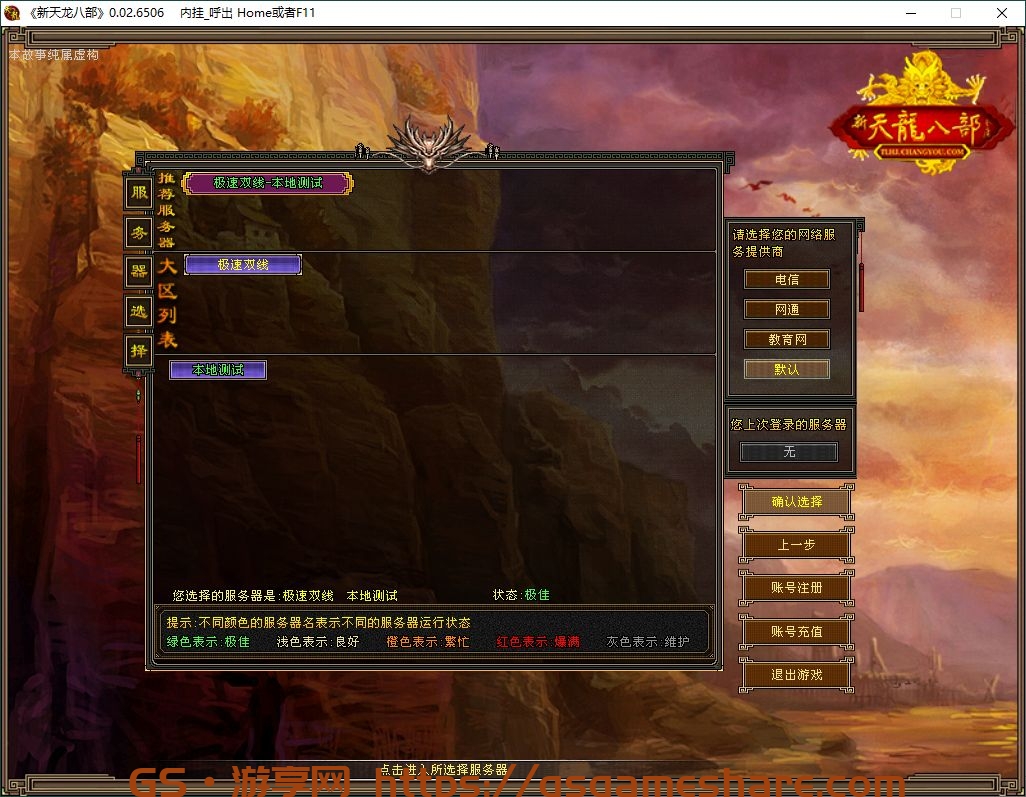 《新天龙八部》0.02.6506 内挂_呼出 Home或者F11
本故事纯属虚构
新天龍八部
TLHJ.CHANGYOU.COM
服务器选择
推荐服务器
极速双线-本地测试
大区列表
极速双线
本地测试
请选择您的网络服
务提供商
电信
网通
教育网
默认
您上次登录的服务器
无
确认选择
上一步
账号注册
账号充值
退出游戏
您选择的服务器是:极速双线 本地测试 状态:极佳
提示:不同颜色的服务器名表示不同的服务器运行状态
绿色表示:极佳 浅色表示:良好 橙色表示:繁忙 红色表示:爆满 灰色表示:维护
点击进入所选择服务器
GS·游享网 https://gsgameshare.com